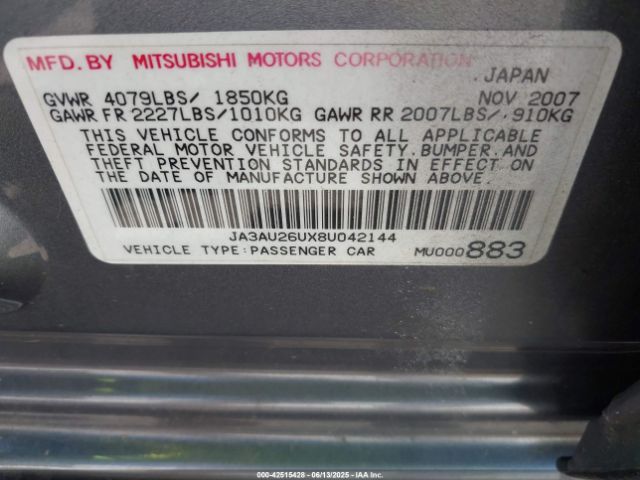 MFD.BY MITSUBISHI MOTORS CORPORATION
JAPAN
GVWR 4079LBS/ 1850KG NOV 2007
GAWR FR 2227LBS/1010KG GAWR RR 2007LBS/ 910KG
THIS VEHICLE CONFORMS TO ALL APPLICABLE
FEDERAL MOTOR VEHICLE SAFETY.BUMPER.AND
THEFT PREVENTION STANDARDS IN EFFECT ON
THE DATE OF MANUFACTURE SHOWN ABOVE.
JA3AU26UX8U042144
VEHICLE TYPE:PASSENGER CAR MU000883
000-42515428 - 06/13/2025 - IAAI.COM